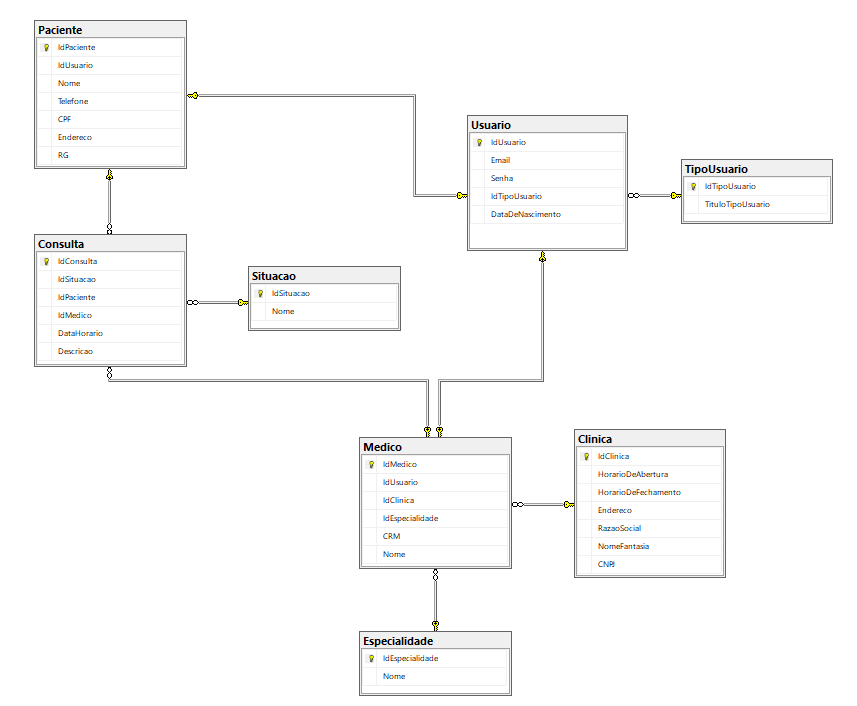 Paciente
IdPaciente
IdUsuario
Nome
Telefone
CPF
Endereco
RG
Usuario
IdUsuario
Email
Senha
IdTipoUsuario
DataDeNascimento
TipoUsuario
IdTipoUsuario
TituloTipoUsuario
Consulta
IdConsulta
IdSituacao
IdPaciente
IdMedico
DataHorario
Descricao
Situacao
IdSituacao
Nome
Medico
IdMedico
IdUsuario
IdClinica
IdEspecialidade
CRM
Nome
Clinica
IdClinica
HorarioDeAbertura
HorarioDeFechamento
Endereco
RazaoSocial
NomeFantasia
CNPJ
Especialidade
IdEspecialidade
Nome